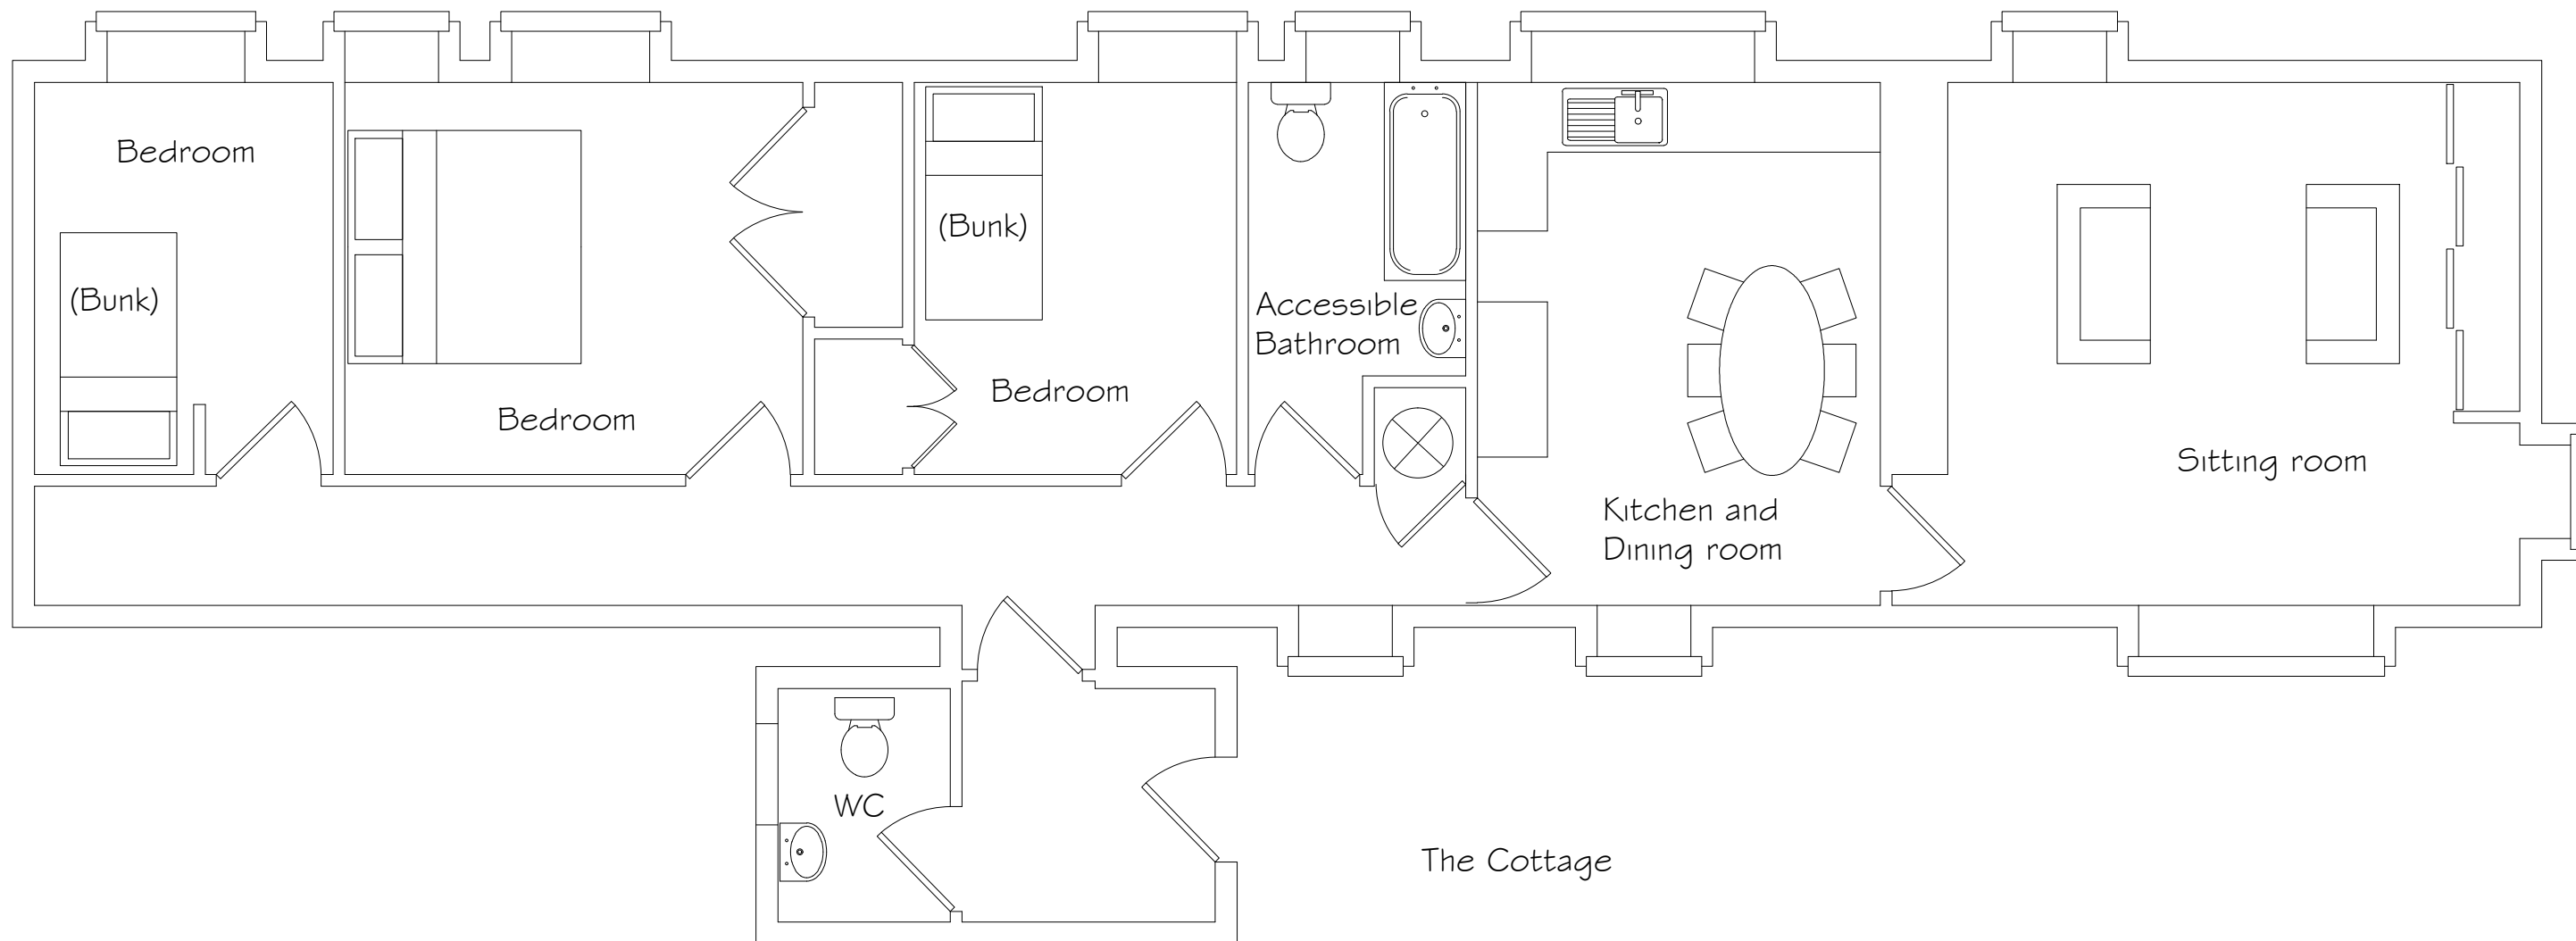 Bedroom
(Bunk)
Bedroom
(Bunk)
Bedroom
Accessible
Bathroom
Kitchen and
Dining room
Sitting room
WC
The Cottage